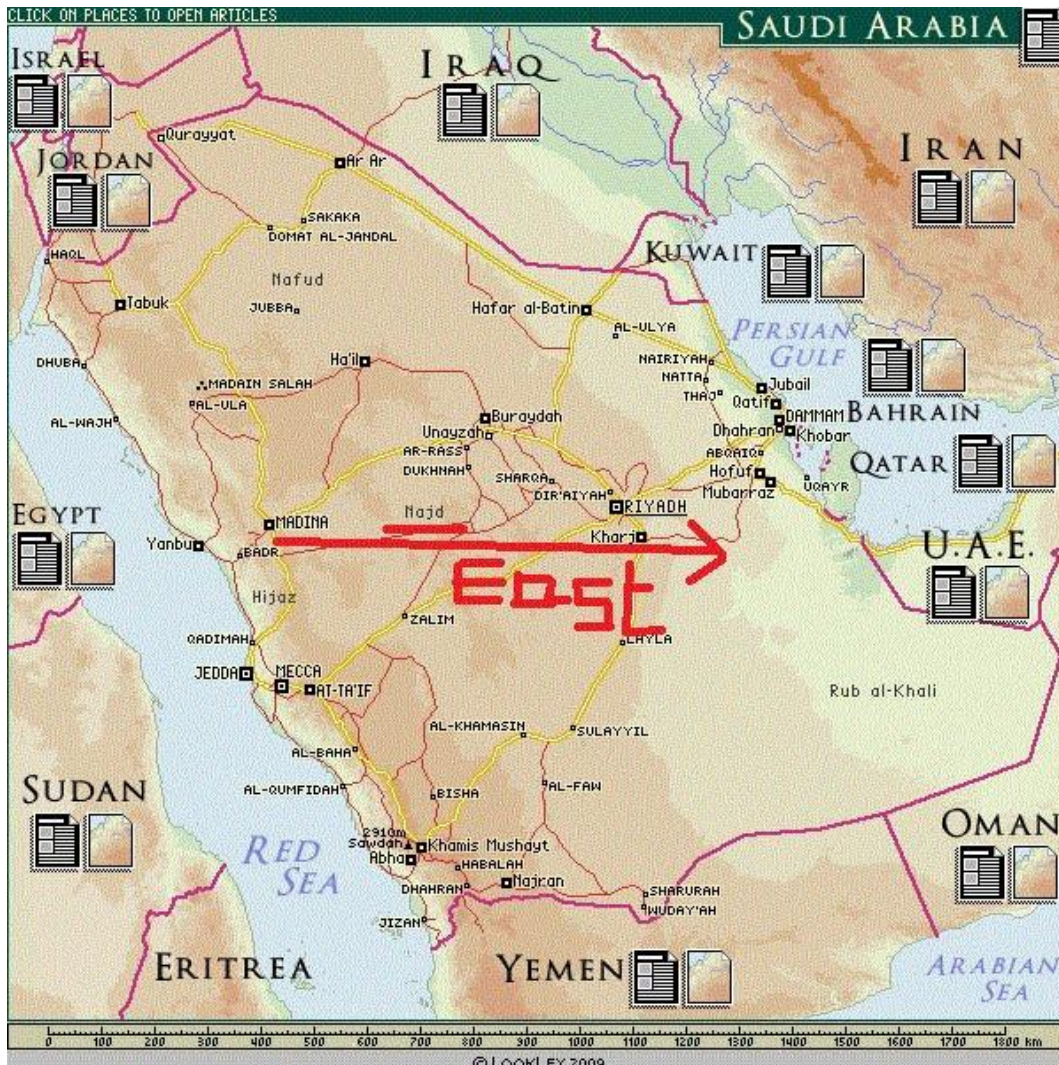 CLICK ON PLACES TO OPEN ARTICLES
SAUDI ARABIA
ISRAEL
IRAQ
IRAN
JORDAN
Qurayyat
Ar Ar
SAKAKA
DOMAT AL-JANDAL
HAQL
Nafud
KUWAIT
Tabuk
JUBBA
Hafar al-Batin
AL-ULYA
PERSIAN
GULF
DHUBA
Ha'il
NAIRIYAH
NATTA
MADAIN SALAH
THAJ
Jubail
AL-ULA
Qatif
AL-WAJH
Buraydah
DAMMAM
BAHRAIN
Unayzah
Dhahran
Khobar
AR-RASS
ABQAIQ
DUKHNAH
SHARQA
Hofuf
QATAR
DIR'AIYAH
Mubarraz
UQAYR
EGYPT
MADINA
Najd
RIYADH
Yanbu
BADR
Kharj
U.A.E.
East
Hijaz
ZALIM
QADIMAH
LAYLA
JEDDA
MECCA
AT-TA'IF
Rub al-Khali
AL-KHAMASIN
SULAYYIL
AL-BAHA
SUDAN
AL-QUMFIDAH
BISHA
AL-FAW
OMAN
2910m
Sawdah
Khamis Mushayt
RED
SEA
Abha
HABALAH
DHAHRAN
Najran
SHARURAH
WUDAY'AH
JIZAN
ERITREA
YEMEN
ARABIAN
SEA
0 100 200 300 400 500 600 700 800 900 1000 1100 1200 1300 1400 1500 1600 1700 1800 km
© LOOKLEX 2009